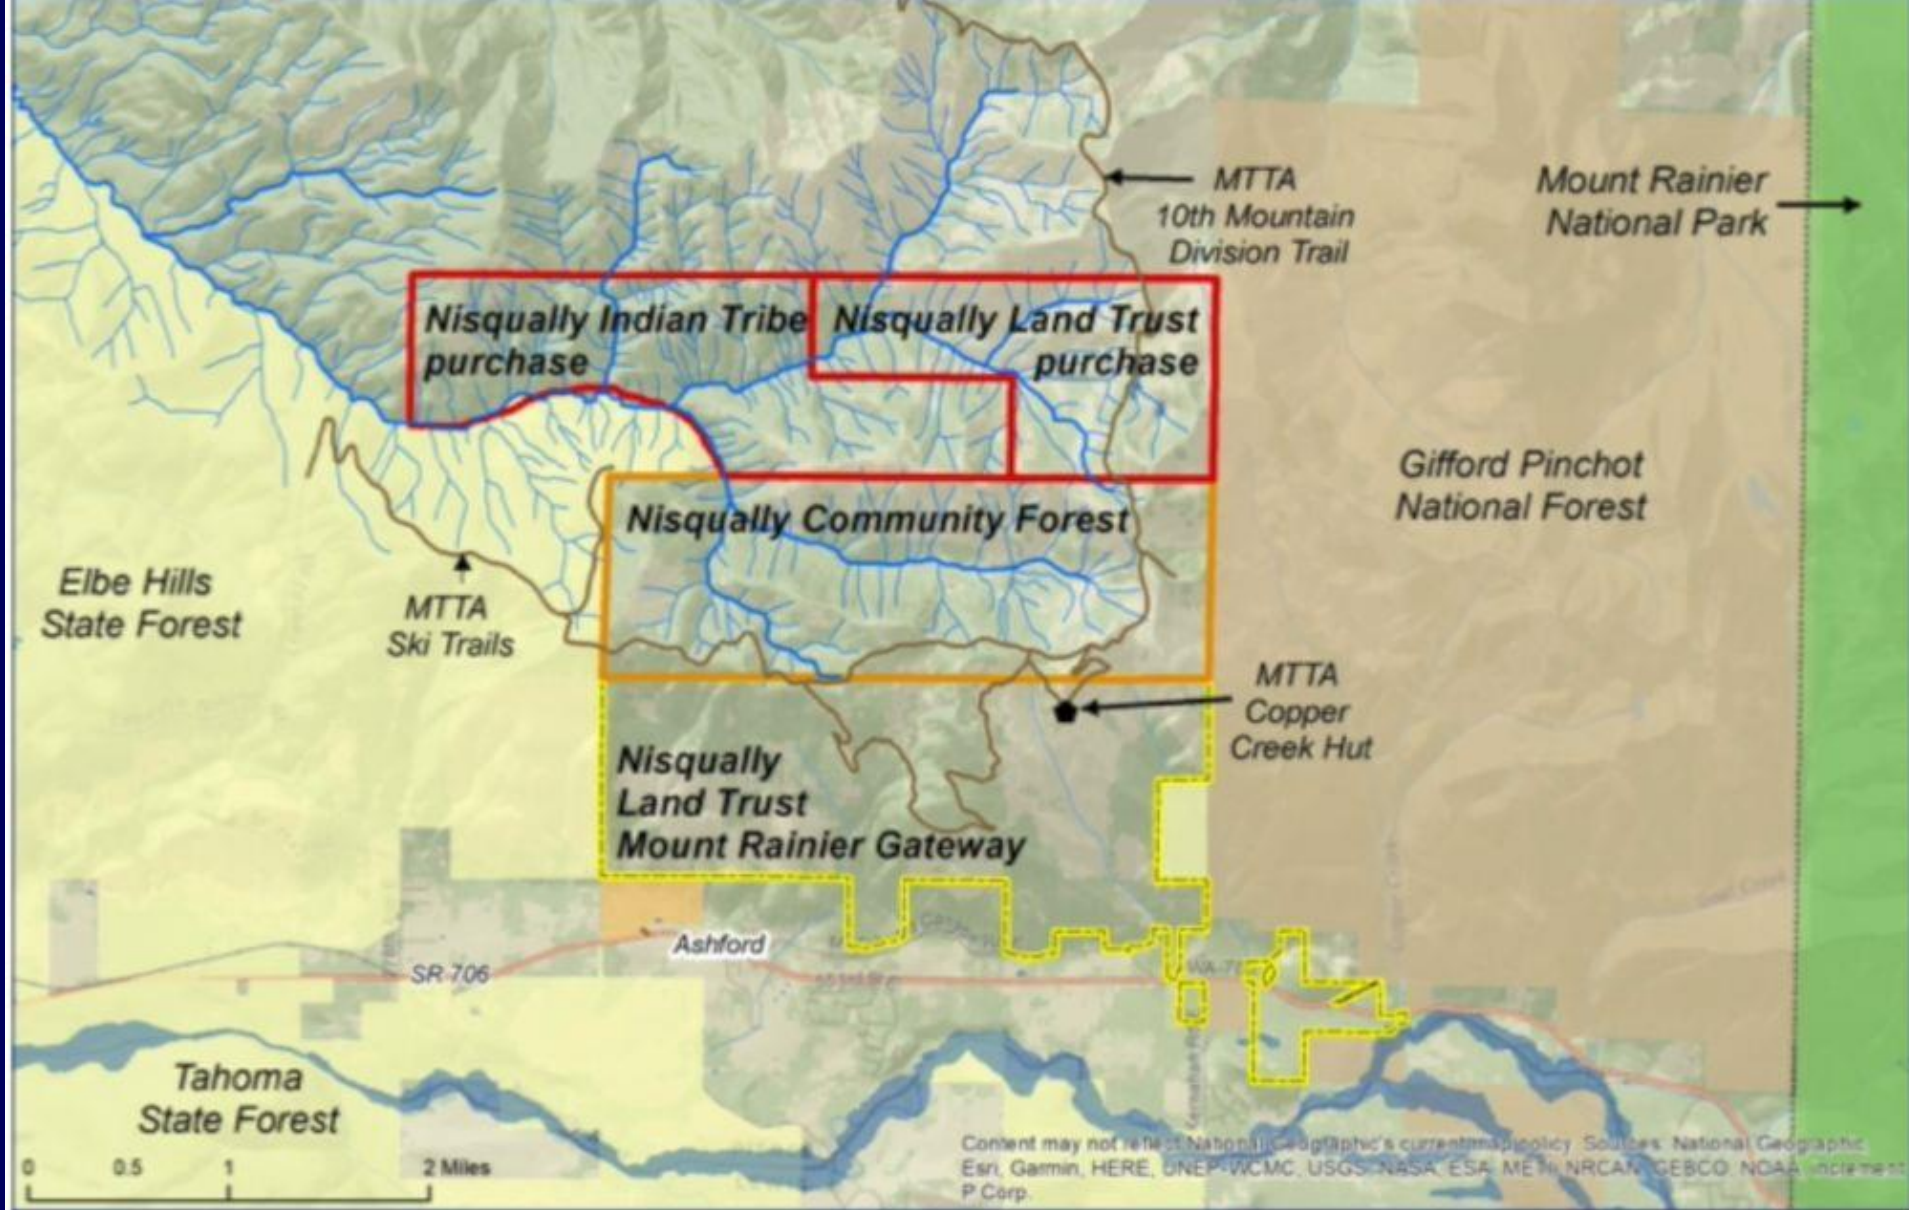 MTTA
10th Mountain
Division Trail
Mount Rainier
National Park
Nisqually Indian Tribe
purchase
Nisqually Land Trust
purchase
Gifford Pinchot
National Forest
Nisqually Community Forest
Elbe Hills
State Forest
MTTA
Ski Trails
MTTA
Copper
Creek Hut
Nisqually
Land Trust
Mount Rainier Gateway
Ashford
SR 706
Tahoma
State Forest
0 0.5 1 2 Miles
Content may not reflect National Geographic's current map policy. Sources: National Geographic,
Esri, Garmin, HERE, UNEP-WCMC, USGS, NASA, ESA, METI, NRCAN, GEBCO, NOAA, increment
P Corp.